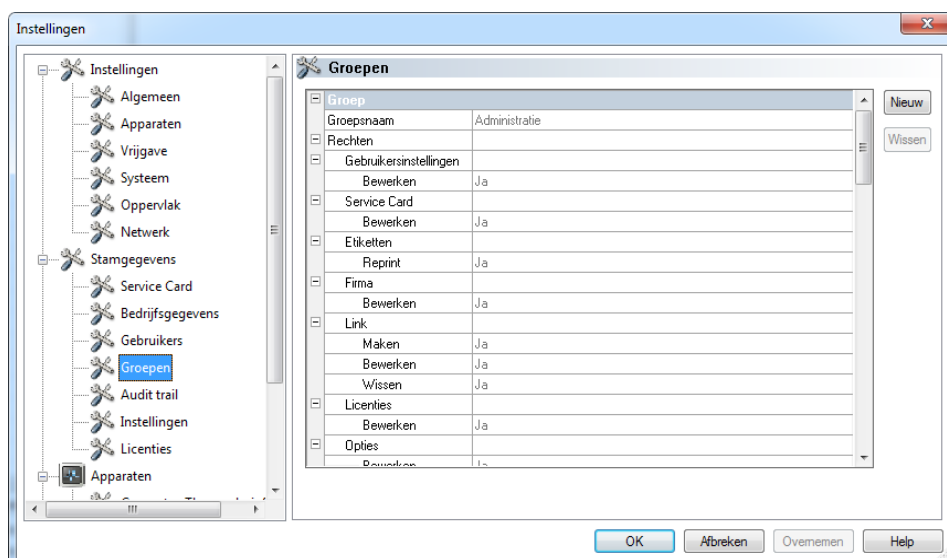 Instellingen
Instellingen
Algemeen
Apparaten
Vrijgave
Systeem
Oppervlak
Netwerk
Stamgegevens
Service Card
Bedrijfsgegevens
Gebruikers
Groepen
Audit trail
Instellingen
Licenties
Apparaten
Groepen
Groep
Groepsnaam Administratie
Rechten
Gebruikersinstellingen
Bewerken Ja
Service Card
Bewerken Ja
Etiketten
Reprint Ja
Firma
Bewerken Ja
Link
Maken Ja
Bewerken Ja
Wissen Ja
Licenties
Bewerken Ja
Opties
Bewerken Ja
Nieuw
Wissen
OK Afbreken Overnemen Help